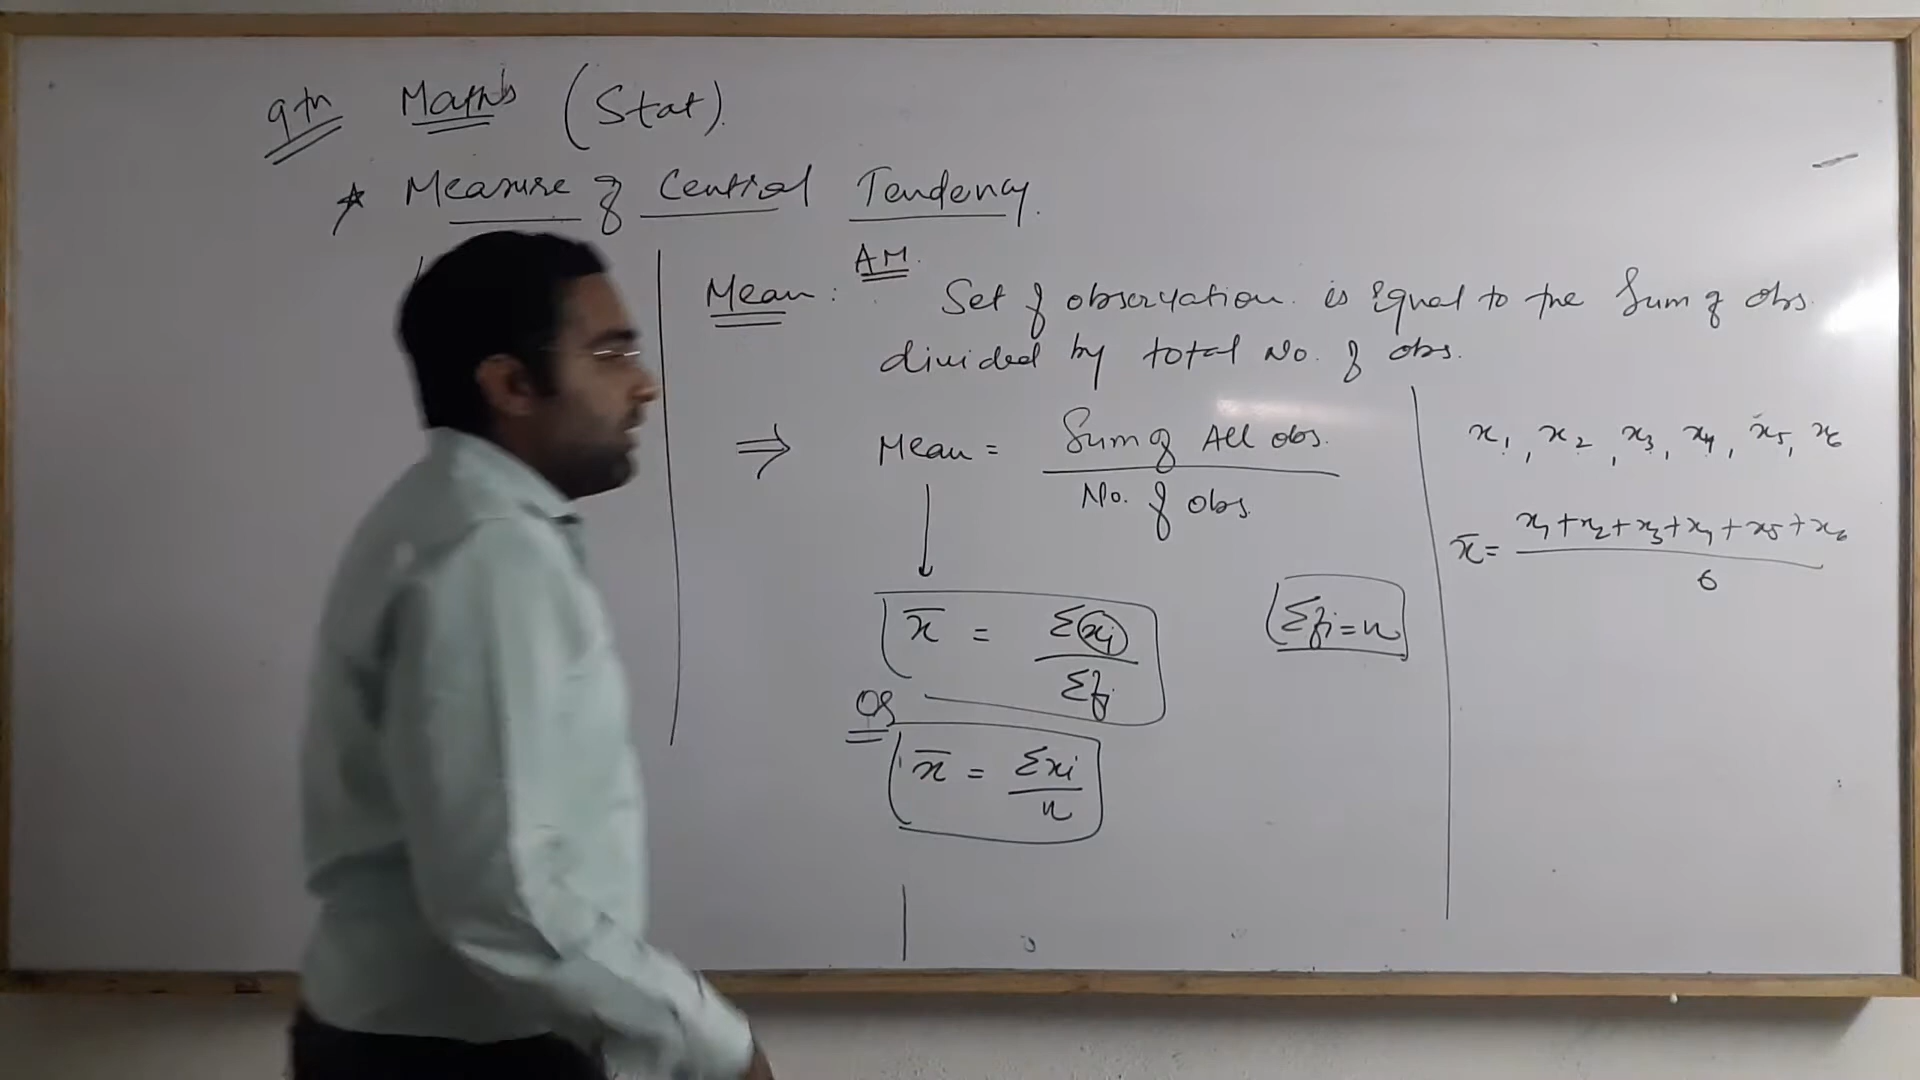 9th Maths (Stat).
* Measure of Central Tendency.
AM.
Mean : Set of observation. is Equal to the Sum of obs.
divided by total No. of obs.
⇒ Mean = Sum of All obs. / No. of obs.
x̄ = Σxi / Σfi
Σfi = n
Or
x̄ = Σxi / n
x1, x2, x3, x4, x5, x6
x̄ = x1+x2+x3+x4+x5+x6 / 6